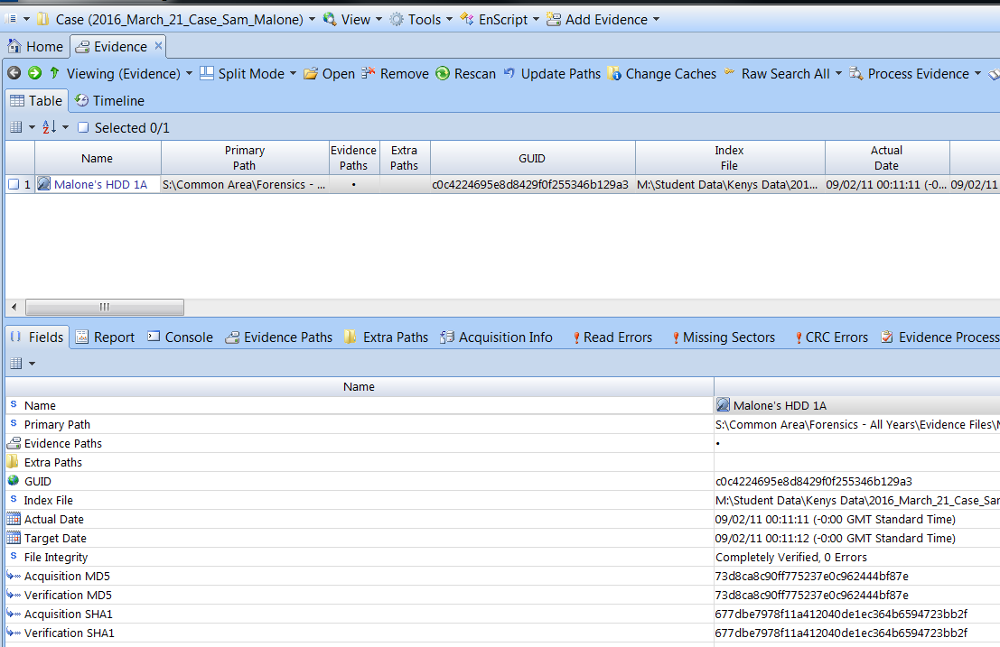 Case (2016_March_21_Case_Sam_Malone) View Tools EnScript Add Evidence
Home Evidence
Viewing (Evidence) Split Mode Open Remove Rescan Update Paths Change Caches Raw Search All Process Evidence
Table Timeline
Selected 0/1
Name Primary Path Evidence Paths Extra Paths GUID Index File Actual Date
1 Malone's HDD 1A S:\Common Area\Forensics - ... • c0c4224695e8d8429f0f255346b129a3 M:\Student Data\Kenys Data\201... 09/02/11 00:11:11 (-0... 09/02/11
Fields Report Console Evidence Paths Extra Paths Acquisition Info Read Errors Missing Sectors CRC Errors Evidence Process
Name
Name Malone's HDD 1A
Primary Path S:\Common Area\Forensics - All Years\Evidence Files\
Evidence Paths •
Extra Paths
GUID c0c4224695e8d8429f0f255346b129a3
Index File M:\Student Data\Kenys Data\2016_March_21_Case_Sar
Actual Date 09/02/11 00:11:11 (-0:00 GMT Standard Time)
Target Date 09/02/11 00:11:12 (-0:00 GMT Standard Time)
File Integrity Completely Verified, 0 Errors
Acquisition MD5 73d8ca8c90ff775237e0c962444bf87e
Verification MD5 73d8ca8c90ff775237e0c962444bf87e
Acquisition SHA1 677dbe7978f11a412040de1ec364b6594723bb2f
Verification SHA1 677dbe7978f11a412040de1ec364b6594723bb2f